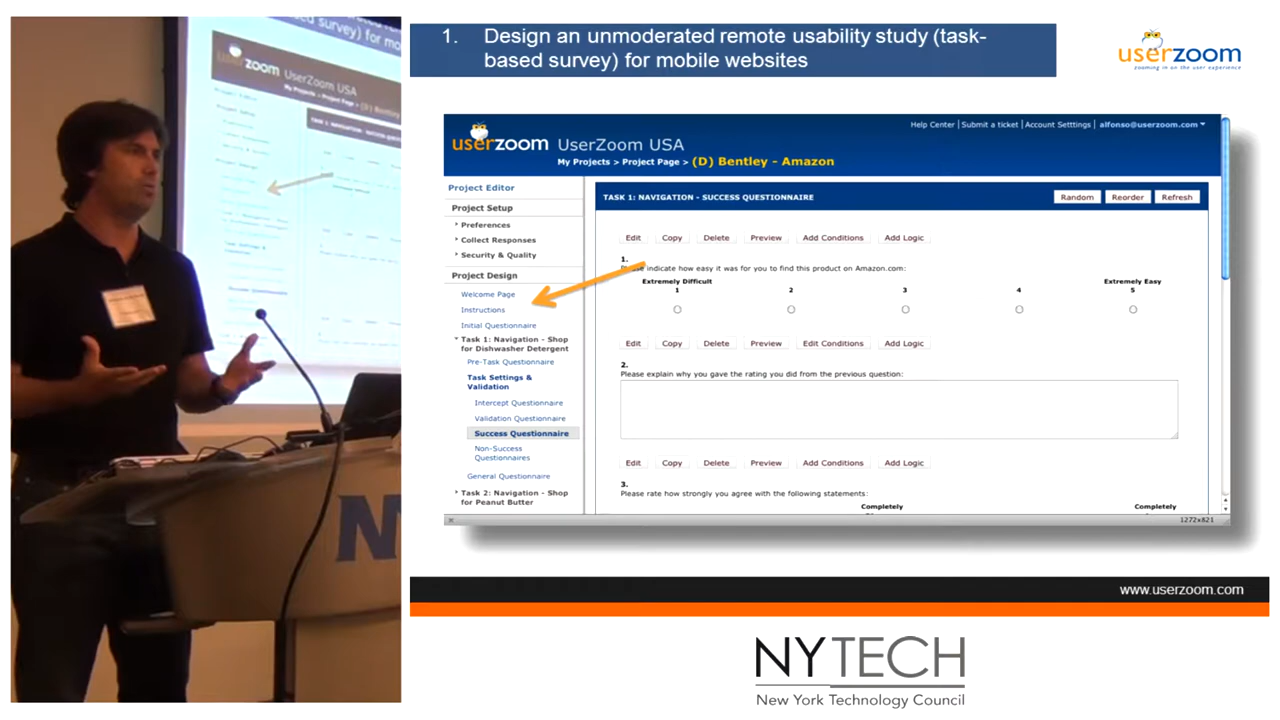 1. Design an unmoderated remote usability study (task-
based survey) for mobile websites
userzoom
zooming in on the user experience
userzoom UserZoom USA
My Projects > Project Page > (D) Bentley - Amazon
Help Center | Submit a ticket | Account Setttings | alfonso@userzoom.com
Project Editor
Project Setup
Preferences
Collect Responses
Security & Quality
Project Design
Welcome Page
Instructions
Initial Questionnaire
Task 1: Navigation - Shop
for Dishwasher Detergent
Pre-Task Questionnaire
Task Settings &
Validation
Intercept Questionnaire
Validation Questionnaire
Success Questionnaire
Non-Success
Questionnaires
General Questionnaire
Task 2: Navigation - Shop
for Peanut Butter
TASK 1: NAVIGATION - SUCCESS QUESTIONNAIRE
Random Reorder Refresh
Edit Copy Delete Preview Add Conditions Add Logic
1.
Please indicate how easy it was for you to find this product on Amazon.com:
Extremely Difficult Extremely Easy
1 2 3 4 5
Edit Copy Delete Preview Edit Conditions Add Logic
2.
Please explain why you gave the rating you did from the previous question:
Edit Copy Delete Preview Add Conditions Add Logic
3.
Please rate how strongly you agree with the following statements:
Completely Completely
1272x821
www.userzoom.com
NYTECH
New York Technology Council
zoom UserZoom USA
My Projects > Project Page > (D) Bentley
N